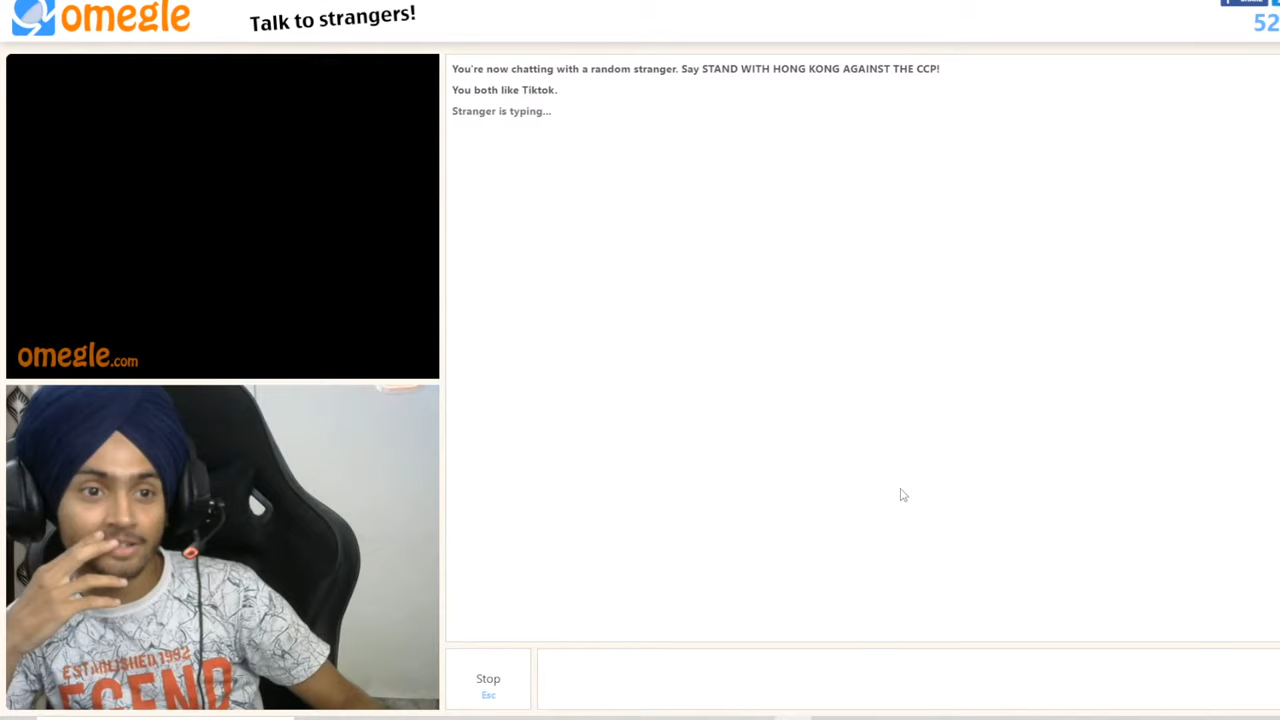 omegle
Talk to strangers!
52
You're now chatting with a random stranger. Say STAND WITH HONG KONG AGAINST THE CCP!
You both like Tiktok.
Stranger is typing...
omegle.com
ESTABLISHED 1992
EGEND
Stop
Esc